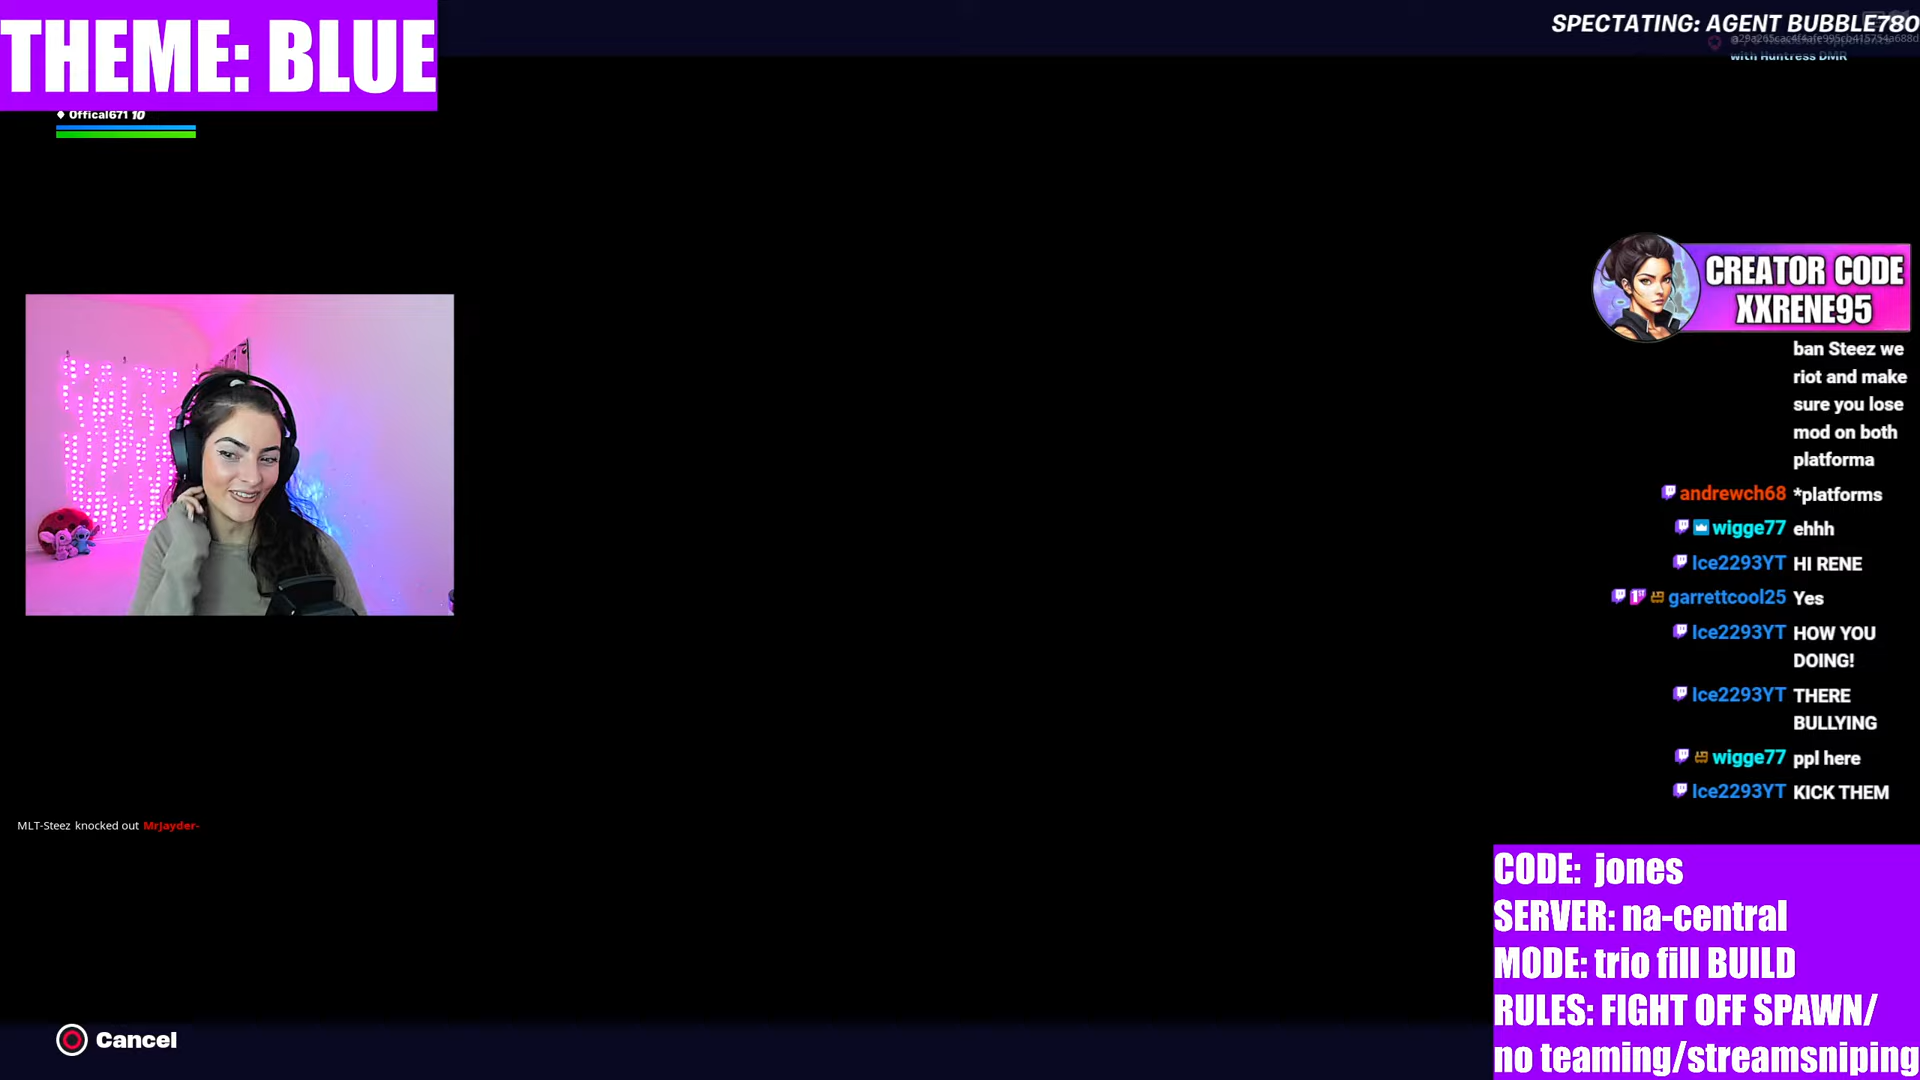 THEME: BLUE
SPECTATING: AGENT BUBBLE780
with Huntress DMR
Offical671 10
CREATOR CODE
XXRENE95
ban Steez we
riot and make
sure you lose
mod on both
platforma
andrewch68 *platforms
wigge77 ehhh
Ice2293YT HI RENE
garrettcool25 Yes
Ice2293YT HOW YOU
DOING!
Ice2293YT THERE
BULLYING
wigge77 ppl here
Ice2293YT KICK THEM
MLT-Steez knocked out MrJayder-
CODE: jones
SERVER: na-central
MODE: trio fill BUILD
RULES: FIGHT OFF SPAWN/
no teaming/streamsniping
Cancel